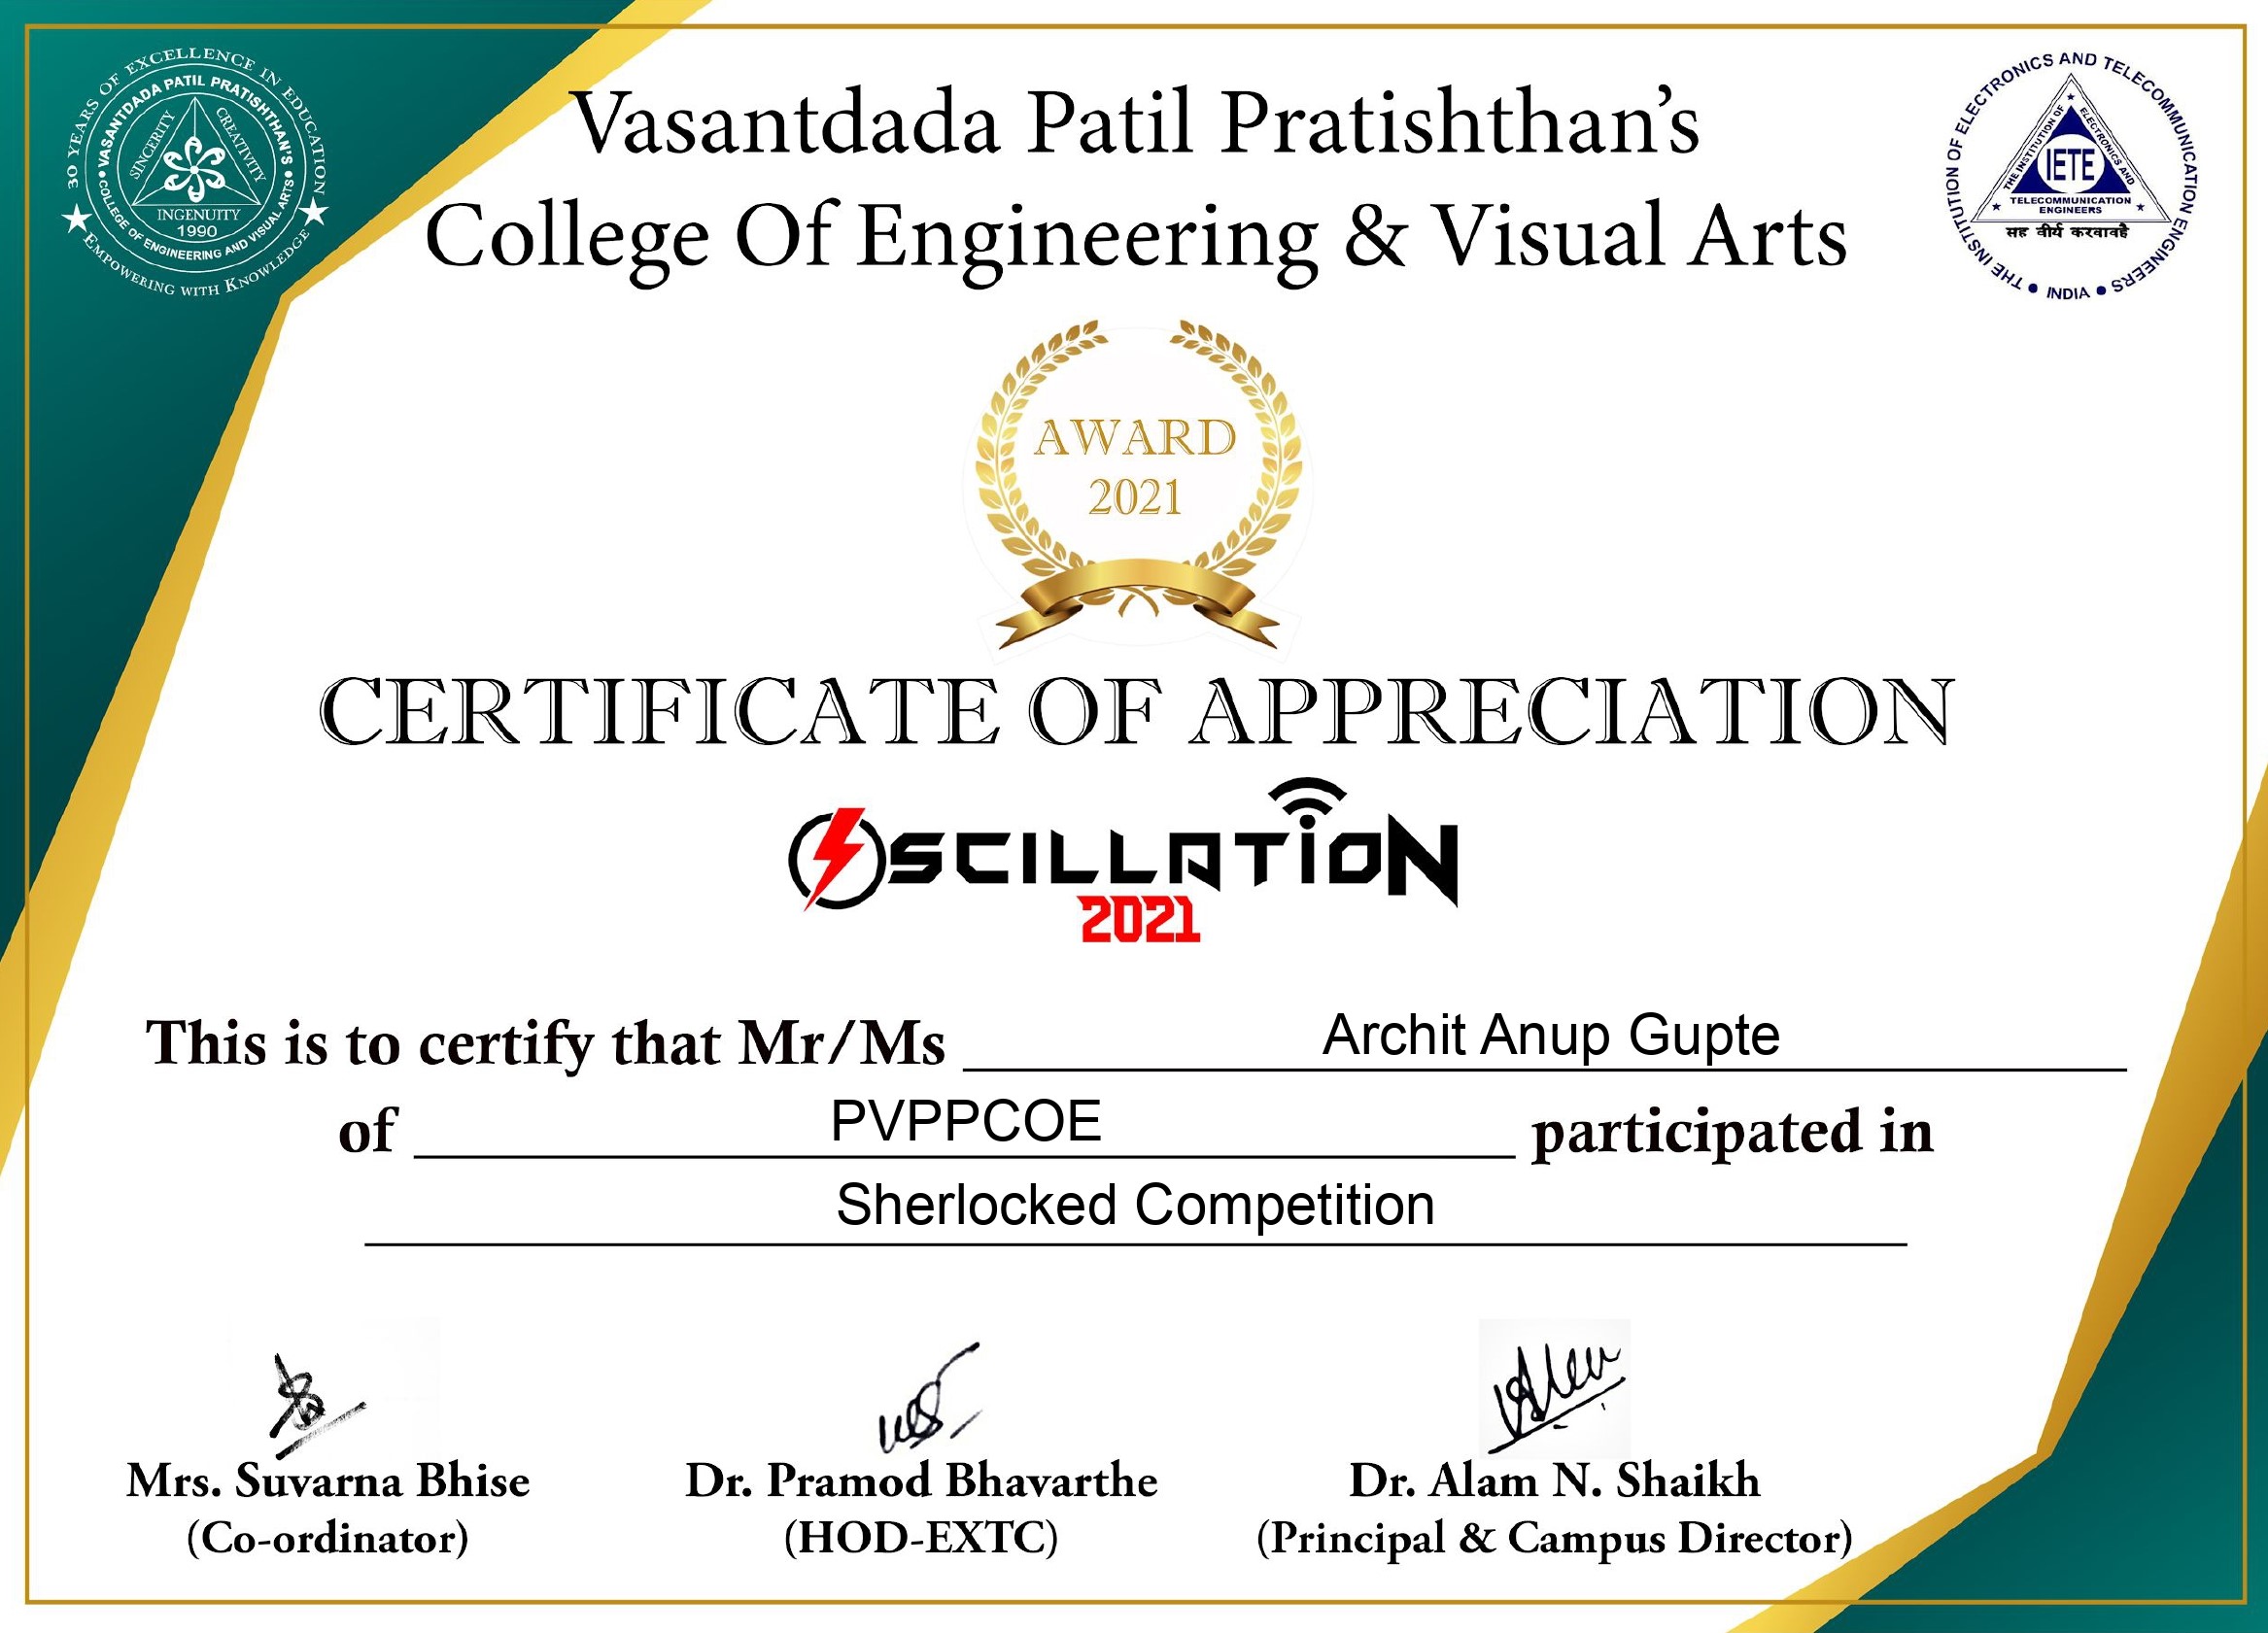 30 YEARS OF EXCELLENCE IN EDUCATION
VASANTDADA PATIL PRATISHTHAN'S
COLLEGE OF ENGINEERING AND VISUAL ARTS
SINCERITY
CREATIVITY
INGENUITY
1990
EMPOWERING WITH KNOWLEDGE
Vasantdada Patil Pratishthan's
College Of Engineering & Visual Arts
THE INSTITUTION OF ELECTRONICS AND TELECOMMUNICATION ENGINEERS
INDIA
THE INSTITUTION OF
ELECTRONICS AND
IETE
TELECOMMUNICATION
ENGINEERS
सह वीर्य करवावहै
AWARD
2021
CERTIFICATE OF APPRECIATION
OSCILLATION
2021
This is to certify that Mr/Ms Archit Anup Gupte
of PVPPCOE participated in
Sherlocked Competition
Mrs. Suvarna Bhise
(Co-ordinator)
Dr. Pramod Bhavarthe
(HOD-EXTC)
Dr. Alam N. Shaikh
(Principal & Campus Director)